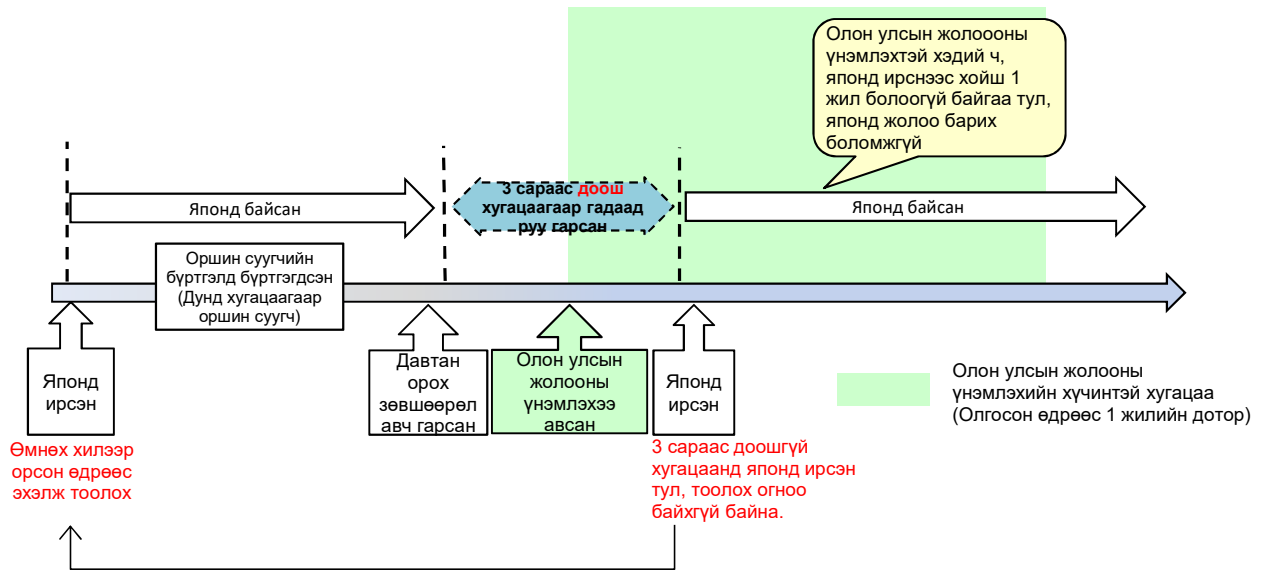 Олон улсын жолоооны
үнэмлэхтэй хэдий ч,
японд ирснээс хойш 1
жил болоогүй байгаа тул,
японд жолоо барих
боломжгүй
Японд байсан
3 сараас доош
хугацаагаар гадаад
руу гарсан
Японд байсан
Оршин суугчийн
бүртгэлд бүртгэгдсэн
(Дунд хугацаагаар
оршин суугч)
Японд
ирсэн
Давтан
орох
зөвшөөрөл
авч гарсан
Олон улсын
жолооны
үнэмлэхээ
авсан
Японд
ирсэн
Олон улсын жолооны
үнэмлэхийн хүчинтэй хугацаа
(Олгосон өдрөөс 1 жилийн дотор)
Өмнөх хилээр
орсон өдрөөс
эхэлж тоолох
3 сараас доошгүй
хугацаанд японд ирсэн
тул, тоолох огноо
байхгүй байна.